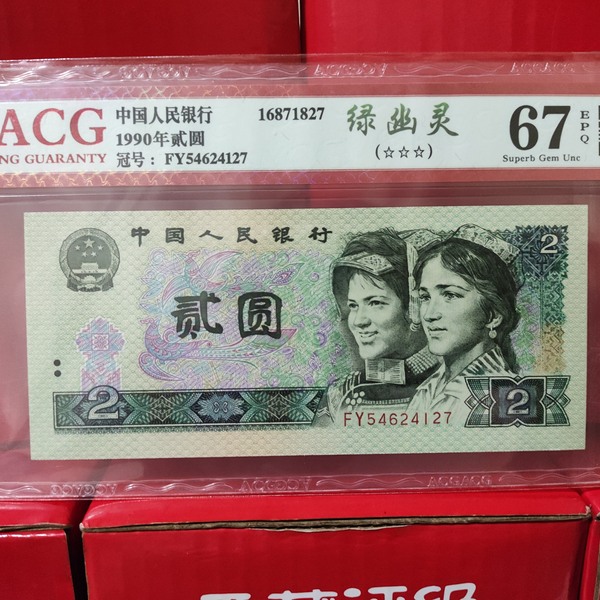 ACG
NG GUARANTY
中国人民银行
1990年贰圆
冠号: FY54624127
16871827
绿幽灵
(☆☆☆)
67
EPQ
Superb Gem Unc
中国人民银行
2
贰圆
2
FY54624127
2
ACGACG